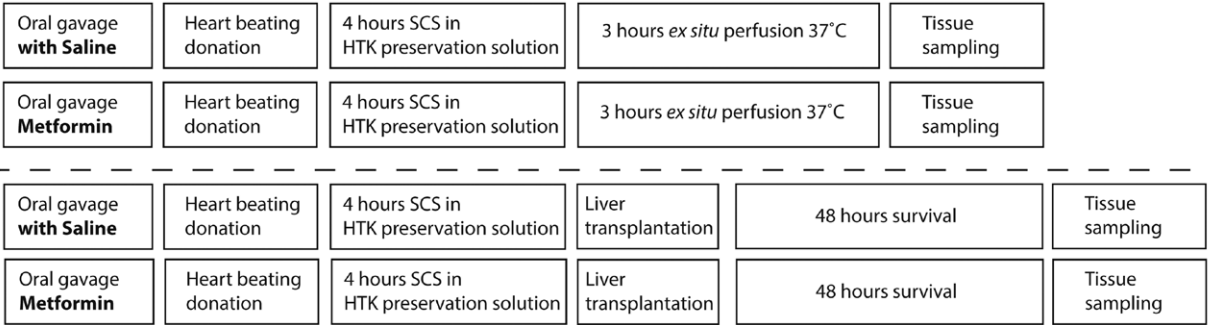 Oral gavage
with Saline
Heart beating
donation
4 hours SCS in
HTK preservation solution
3 hours ex situ perfusion 37˚C
Tissue
sampling
Oral gavage
Metformin
Heart beating
donation
4 hours SCS in
HTK preservation solution
3 hours ex situ perfusion 37˚C
Tissue
sampling
Oral gavage
with Saline
Heart beating
donation
4 hours SCS in
HTK preservation solution
Liver
transplantation
48 hours survival
Tissue
sampling
Oral gavage
Metformin
Heart beating
donation
4 hours SCS in
HTK preservation solution
Liver
transplantation
48 hours survival
Tissue
sampling